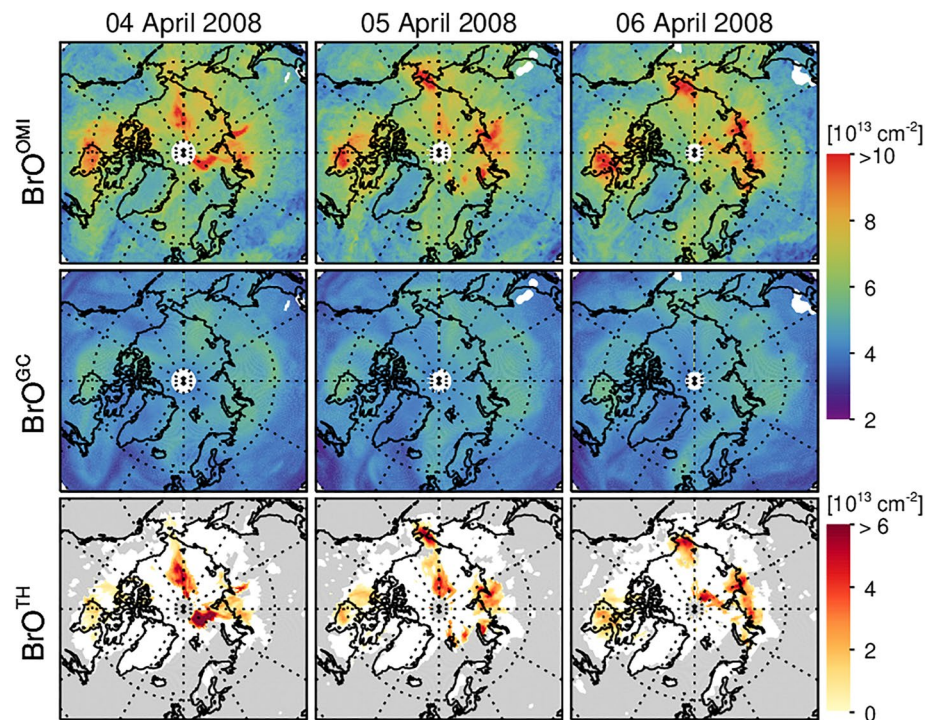 04 April 2008 05 April 2008 06 April 2008
BrO^OMI
[10^13 cm^-2]
>10
8
6
4
2
BrO^GC
BrO^TH
[10^13 cm^-2]
> 6
4
2
0